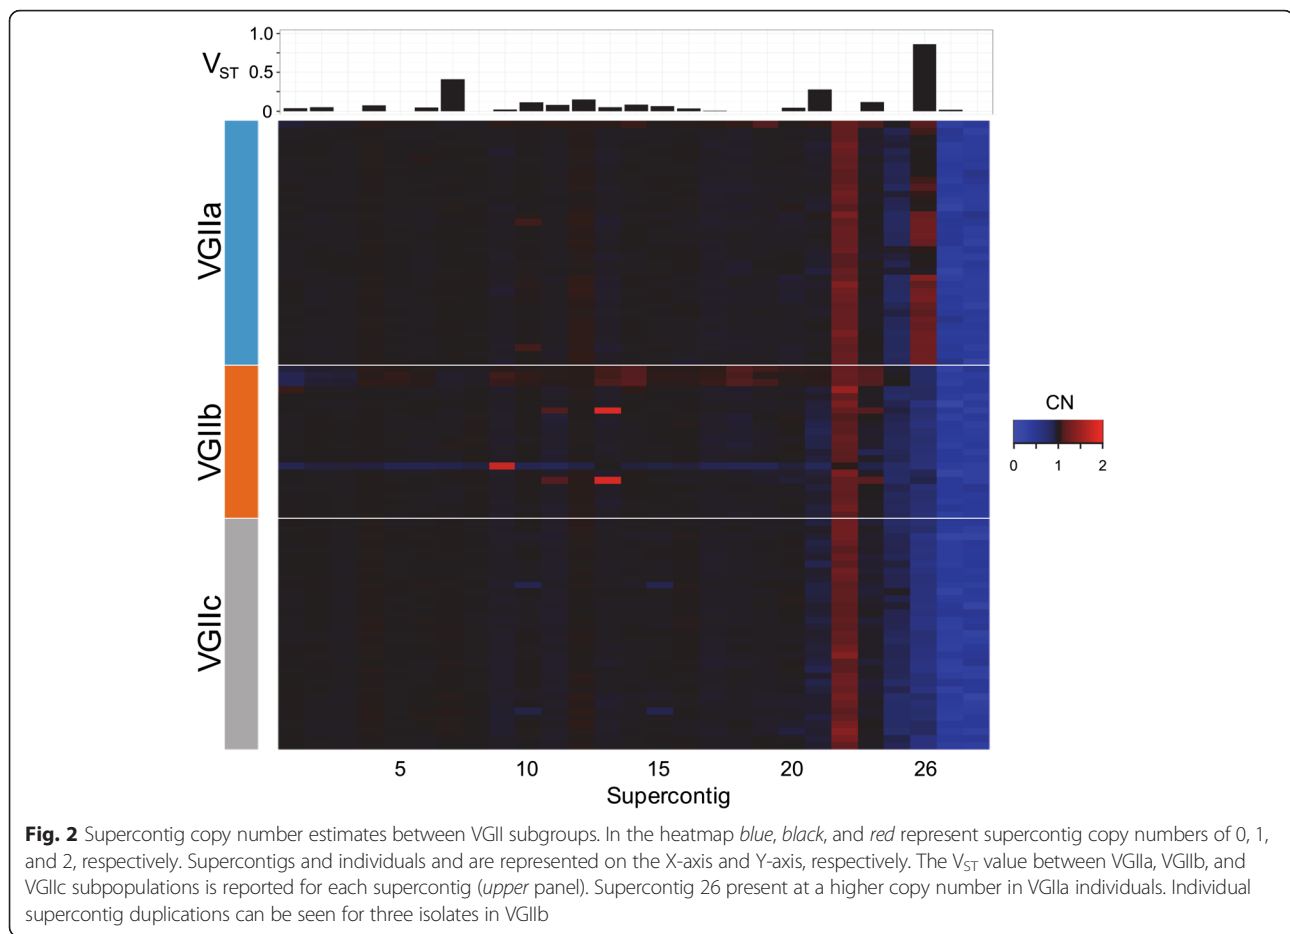 1.0
V_ST 0.5
0
VGIIa
VGIIb
VGIIc
CN
0 1 2
5 10 15 20 26
Supercontig
Fig. 2 Supercontig copy number estimates between VGII subgroups. In the heatmap blue, black, and red represent supercontig copy numbers of 0, 1,
and 2, respectively. Supercontigs and individuals and are represented on the X-axis and Y-axis, respectively. The V_ST value between VGIIa, VGIIb, and
VGIIc subpopulations is reported for each supercontig (upper panel). Supercontig 26 present at a higher copy number in VGIIa individuals. Individual
supercontig duplications can be seen for three isolates in VGIIb